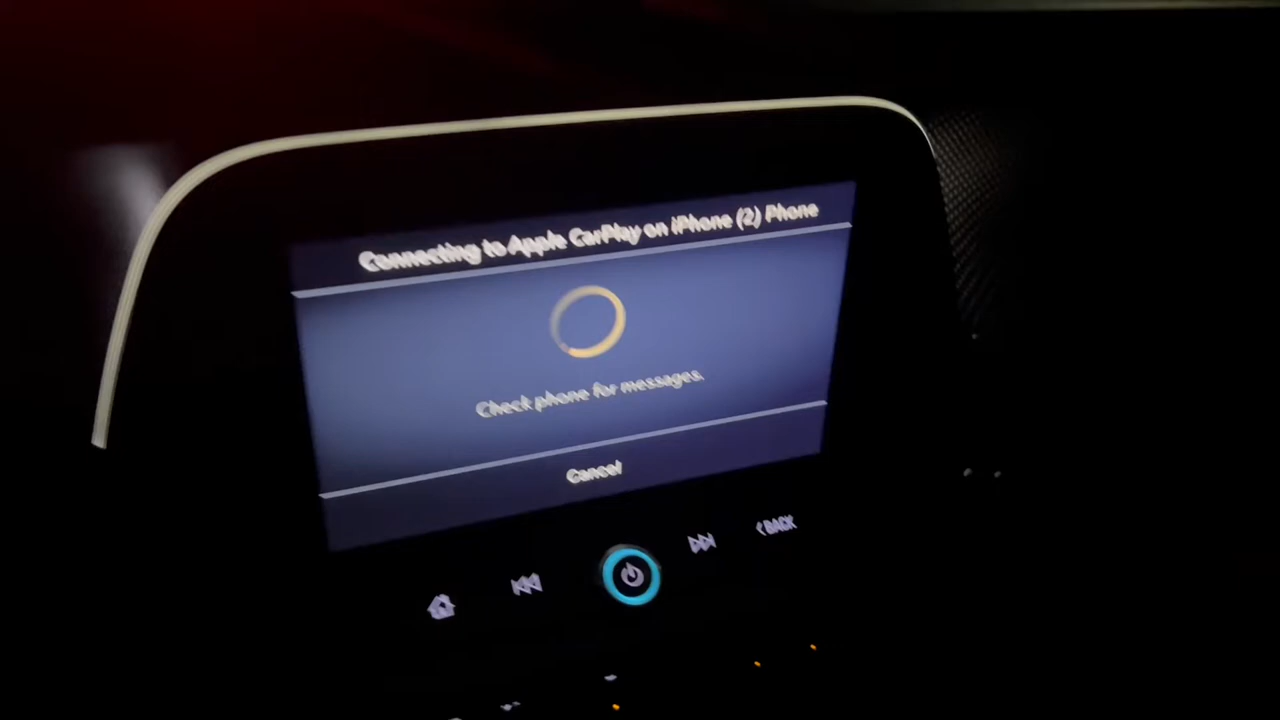 Connecting to Apple CarPlay on iPhone (2) Phone
Check phone for messages.
Cancel
BACK